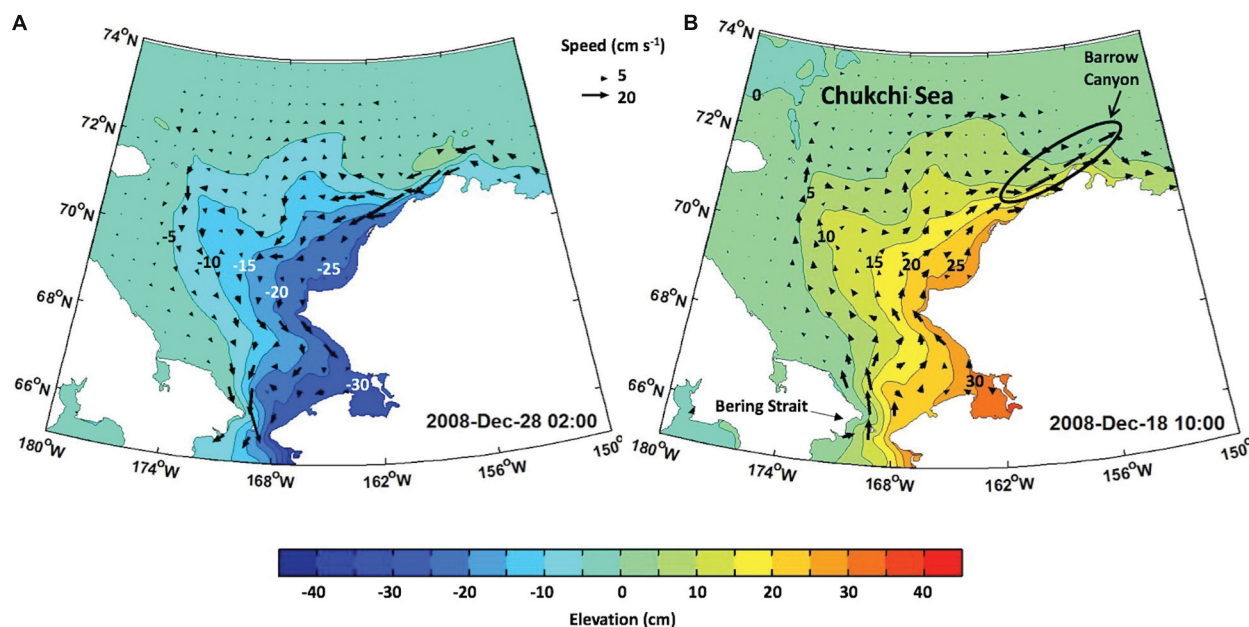 A
74°N
72°N
70°N
68°N
66°N
180°W
174°W
168°W
162°W
156°W
150°W
-5
-10
-15
-20
-25
-30
2008-Dec-28 02:00
Speed (cm s⁻¹)
5
20
B
74°N
72°N
70°N
68°N
66°N
180°W
174°W
168°W
162°W
156°W
150°
Chukchi Sea
Barrow
Canyon
Bering Strait
0
5
10
15
20
25
30
2008-Dec-18 10:00
-40 -30 -20 -10 0 10 20 30 40
Elevation (cm)